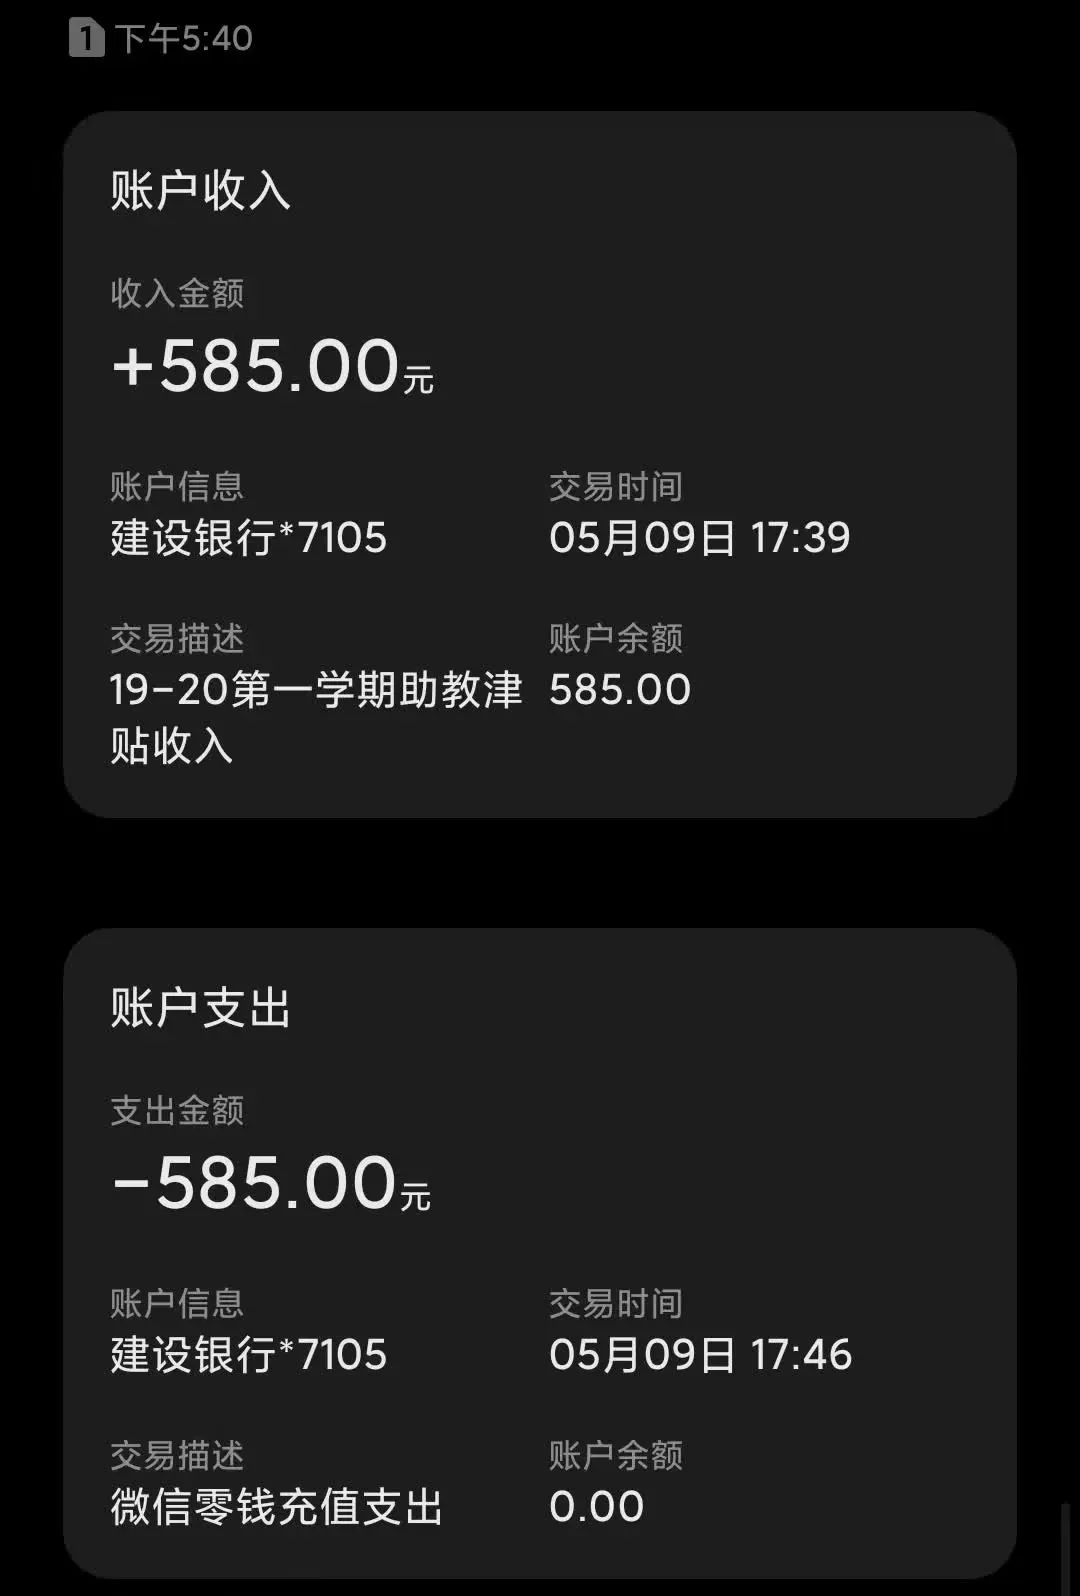 1 下午5:40
账户收入
收入金额
+585.00元
账户信息 交易时间
建设银行*7105 05月09日 17:39
交易描述 账户余额
19-20第一学期助教津 585.00
贴收入
账户支出
支出金额
-585.00元
账户信息 交易时间
建设银行*7105 05月09日 17:46
交易描述 账户余额
微信零钱充值支出 0.00